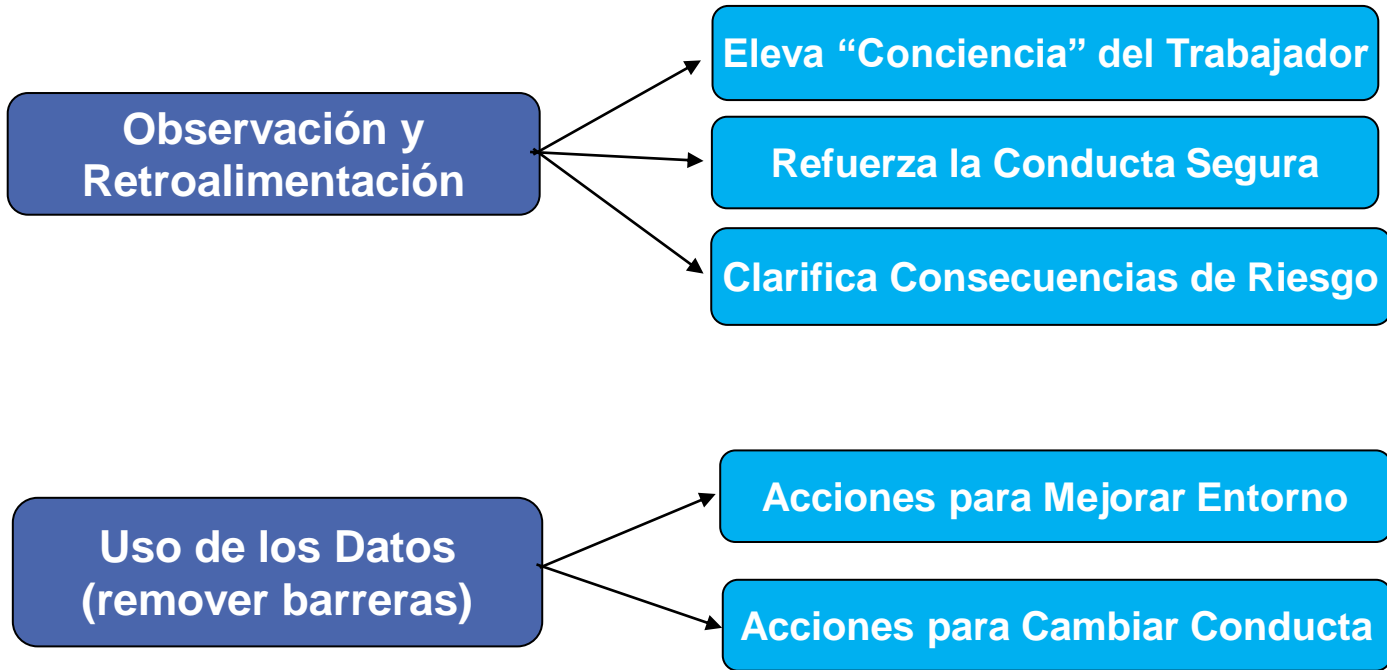 Observación y
Retroalimentación
Eleva “Conciencia” del Trabajador
Refuerza la Conducta Segura
Clarifica Consecuencias de Riesgo
Uso de los Datos
(remover barreras)
Acciones para Mejorar Entorno
Acciones para Cambiar Conducta